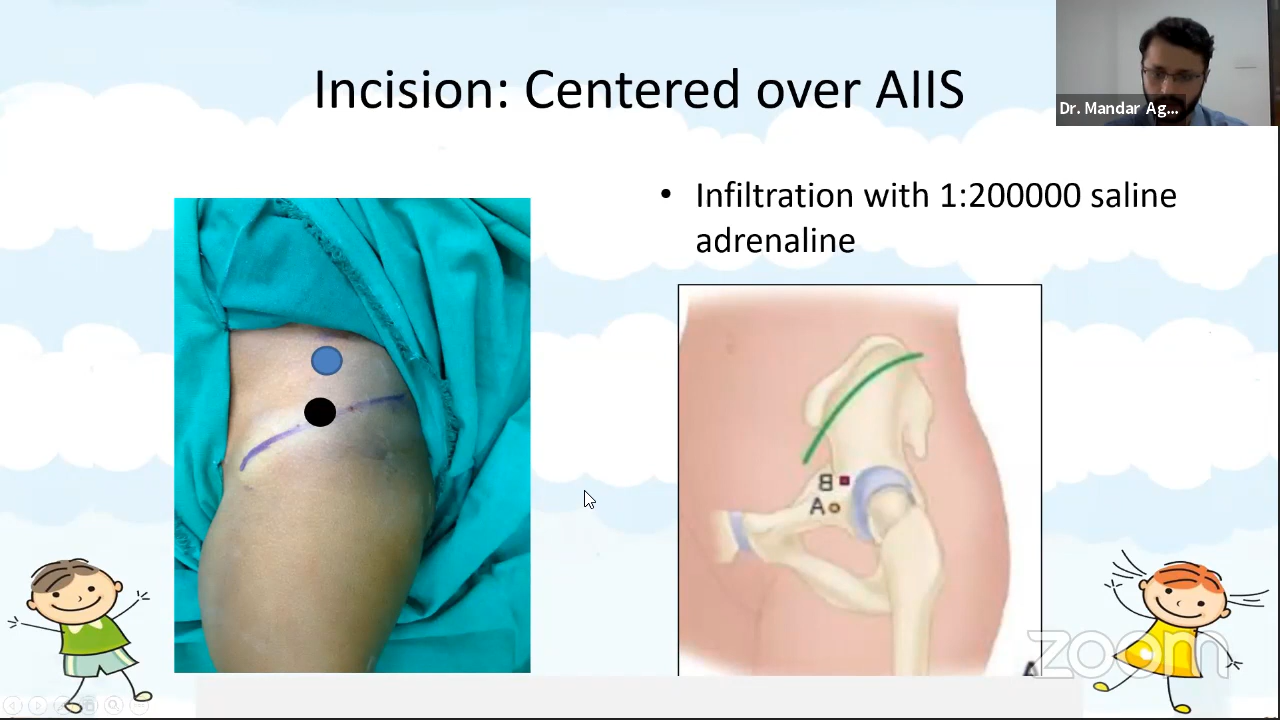 Incision: Centered over AIIS
Dr. Mandar Ag...
• Infiltration with 1:200000 saline
adrenaline
B
A
A
zoom